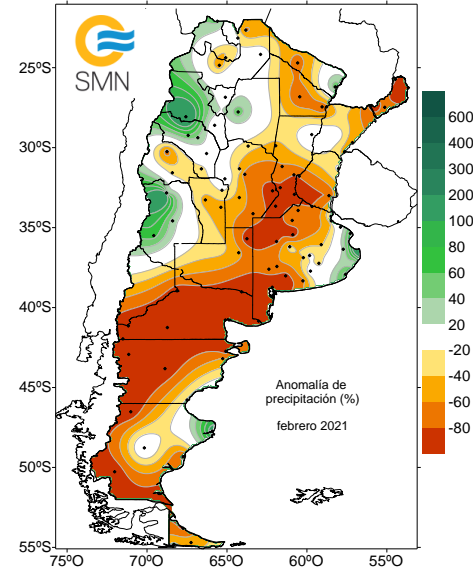 SMN
25ºS
30ºS
35ºS
40ºS
45ºS
50ºS
55ºS
75ºO
70ºO
65ºO
60ºO
55ºO
Anomalía de
precipitación (%)
febrero 2021
600
400
300
200
100
80
60
40
20
-20
-40
-60
-80